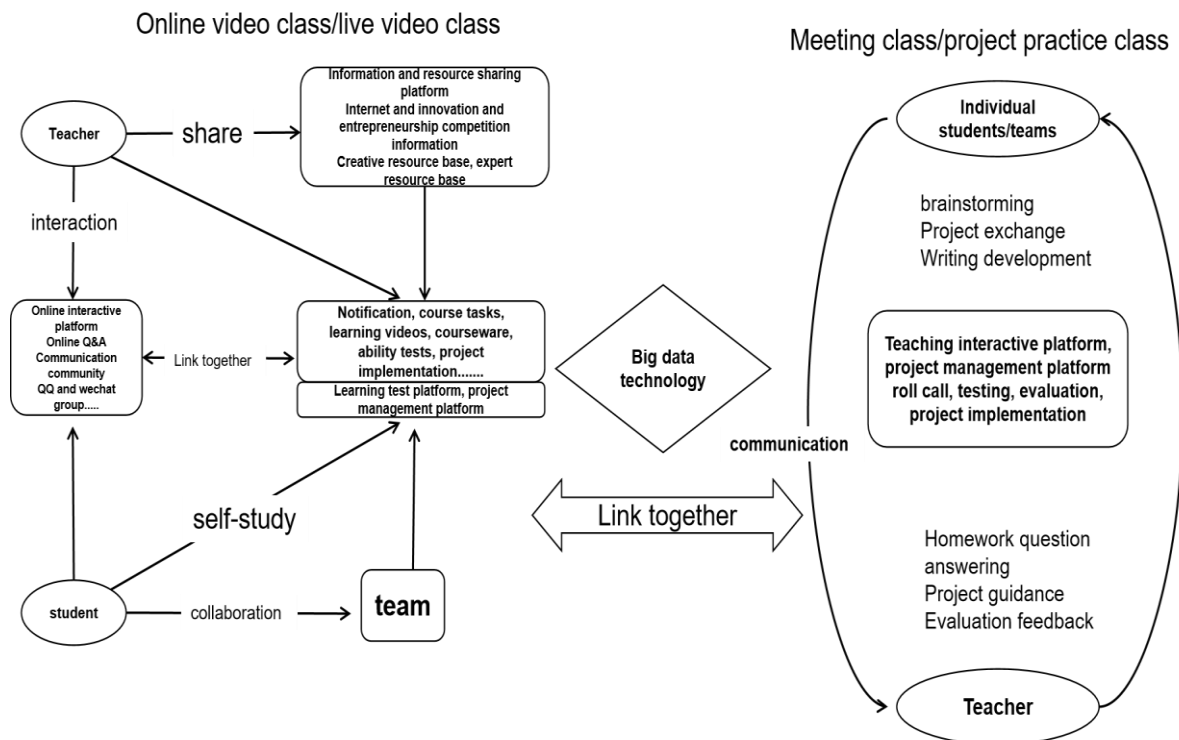 Online video class/live video class
Meeting class/project practice class
Teacher
share
Information and resource sharing
platform
Internet and innovation and
entrepreneurship competition
information
Creative resource base, expert
resource base
interaction
Online interactive
platform
Online Q&A
Communication
community
QQ and wechat
group.....
Link together
Notification, course tasks,
learning videos, courseware,
ability tests, project
implementation.......
Learning test platform, project
management platform
self-study
student
collaboration
team
Big data
technology
Link together
communication
Individual
students/teams
brainstorming
Project exchange
Writing development
Teaching interactive platform,
project management platform
roll call, testing, evaluation,
project implementation
Homework question
answering
Project guidance
Evaluation feedback
Teacher